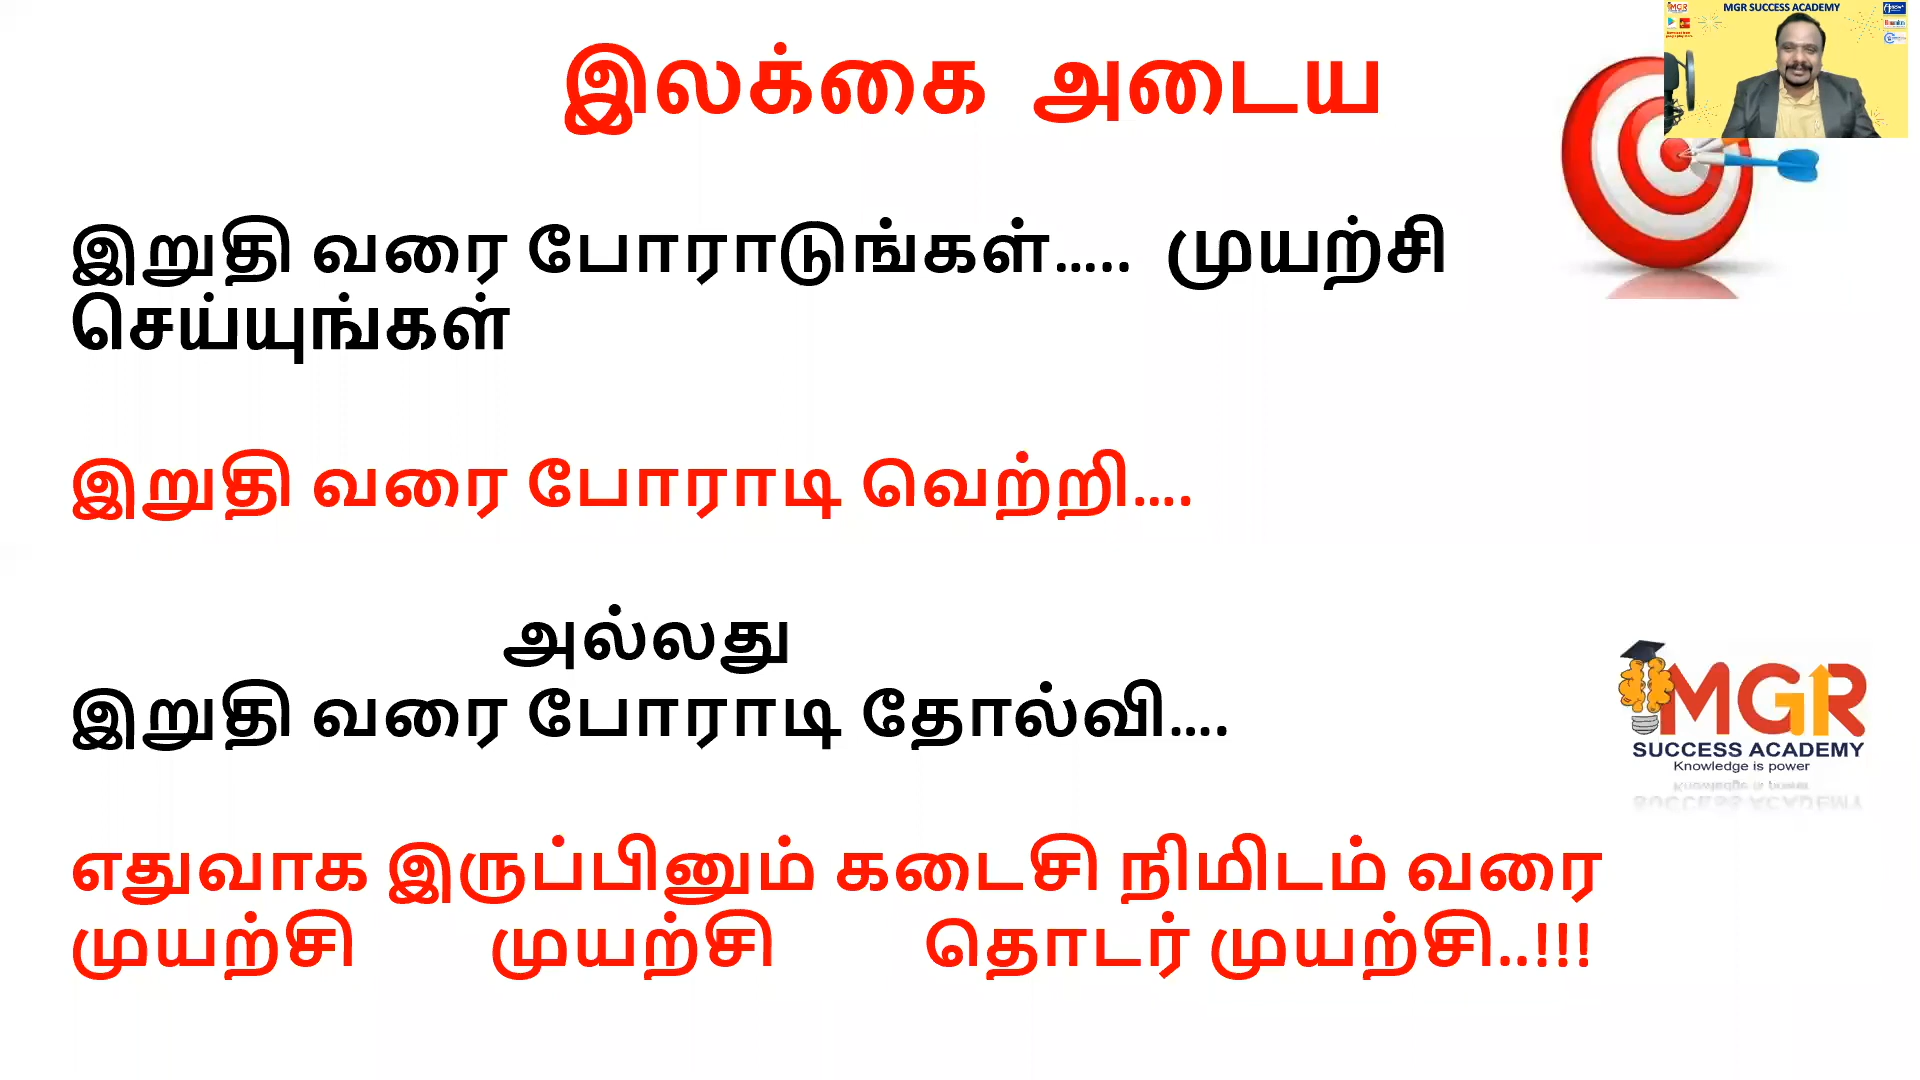 MGR SUCCESS ACADEMY
MGR
இலக்கை அடைய
இறுதி வரை போராடுங்கள்..... முயற்சி
செய்யுங்கள்
இறுதி வரை போராடி வெற்றி....
அல்லது
இறுதி வரை போராடி தோல்வி....
MGR
SUCCESS ACADEMY
Knowledge is power
எதுவாக இருப்பினும் கடைசி நிமிடம் வரை
முயற்சி முயற்சி தொடர் முயற்சி..!!!